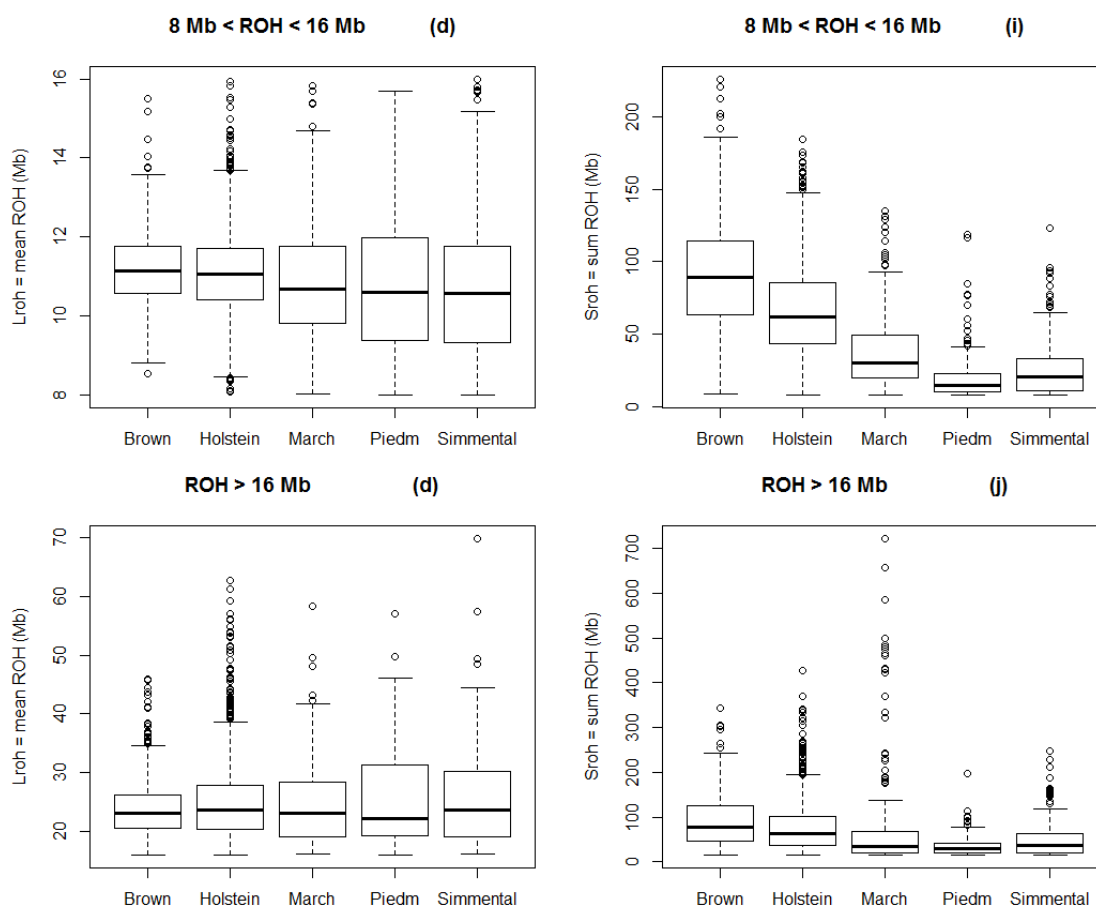 8 Mb < ROH < 16 Mb (d)
Lroh = mean ROH (Mb)
16
14
12
10
8
Brown Holstein March Piedm Simmental
8 Mb < ROH < 16 Mb (i)
Sroh = sum ROH (Mb)
200
150
100
50
0
Brown Holstein March Piedm Simmental
ROH > 16 Mb (d)
Lroh = mean ROH (Mb)
70
60
50
40
30
20
Brown Holstein March Piedm Simmental
ROH > 16 Mb (j)
Sroh = sum ROH (Mb)
700
600
500
400
300
200
100
0
Brown Holstein March Piedm Simmental